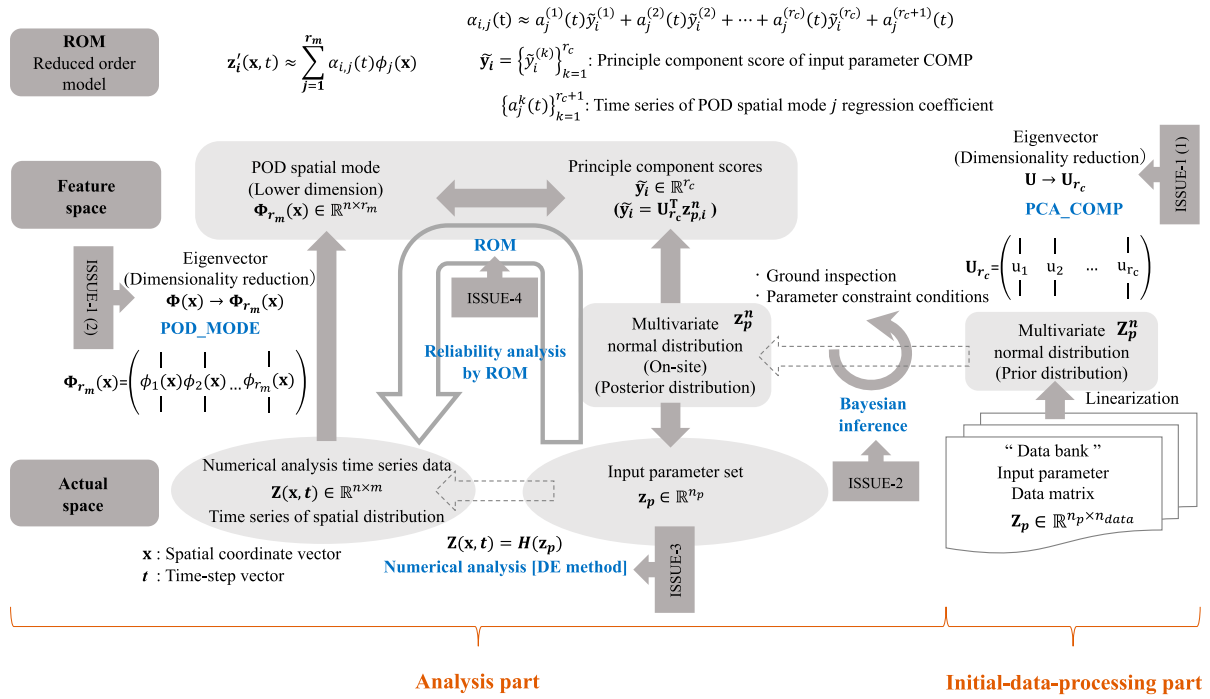 ROM
Reduced order
model
𝐳′ᵢ(𝐱, t) ≈ ∑_{j=1}^{r_m} α_{i,j}(t)ϕ_j(𝐱)
α_{i,j}(t) ≈ a_j^{(1)}(t)ỹ_i^{(1)} + a_j^{(2)}(t)ỹ_i^{(2)} + ⋯ + a_j^{(r_c)}(t)ỹ_i^{(r_c)} + a_j^{(r_c+1)}(t)
ỹ_i = {ỹ_i^{(k)}}_{k=1}^{r_c}: Principle component score of input parameter COMP
{a_j^k(t)}_{k=1}^{r_c+1}: Time series of POD spatial mode j regression coefficient
Feature
space
POD spatial mode
(Lower dimension)
Φ_{r_m}(x) ∈ ℝ^{n×r_m}
Principle component scores
ỹ_i ∈ ℝ^{r_c}
(ỹ_i = U_{r_c}^T z_{p,i}^n )
Eigenvector
(Dimensionality reduction)
U → U_{r_c}
PCA_COMP
ISSUE-1 (1)
U_{r_c}=( u_1 u_2 ... u_{r_c} )
ISSUE-1 (2)
Eigenvector
(Dimensionality reduction)
Φ(x) → Φ_{r_m}(x)
POD_MODE
Φ_{r_m}(x)=( ϕ_1(x) ϕ_2(x) ... ϕ_{r_m}(x) )
ROM
ISSUE-4
Reliability analysis
by ROM
· Ground inspection
· Parameter constraint conditions
Multivariate z_p^n
normal distribution
(On-site)
(Posterior distribution)
Bayesian
inference
ISSUE-2
Multivariate Z_p^n
normal distribution
(Prior distribution)
Linearization
“ Data bank ”
Input parameter
Data matrix
Z_p ∈ ℝ^{n_p×n_{data}}
Actual
space
Numerical analysis time series data
Z(x, t) ∈ ℝ^{n×m}
Time series of spatial distribution
Input parameter set
z_p ∈ ℝ^{n_p}
x : Spatial coordinate vector
t : Time-step vector
Z(x, t) = H(z_p)
Numerical analysis [DE method]
ISSUE-3
Analysis part
Initial-data-processing part